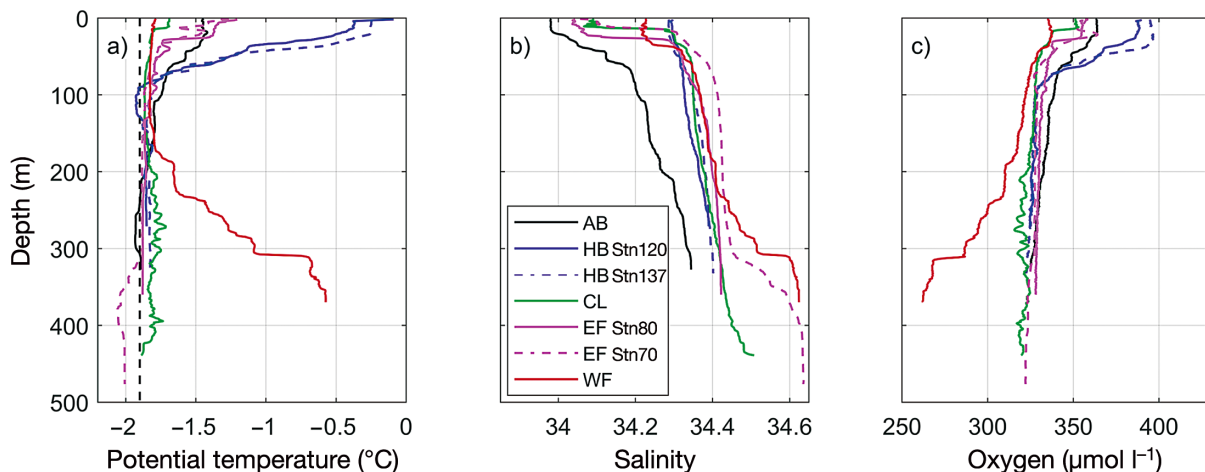 a)
b)
c)
0
100
200
300
400
500
Depth (m)
−2
−1.5
−1
−0.5
0
Potential temperature (°C)
AB
HB Stn120
HB Stn137
CL
EF Stn80
EF Stn70
WF
34
34.2
34.4
34.6
Salinity
250
300
350
400
Oxygen (μmol l⁻¹)